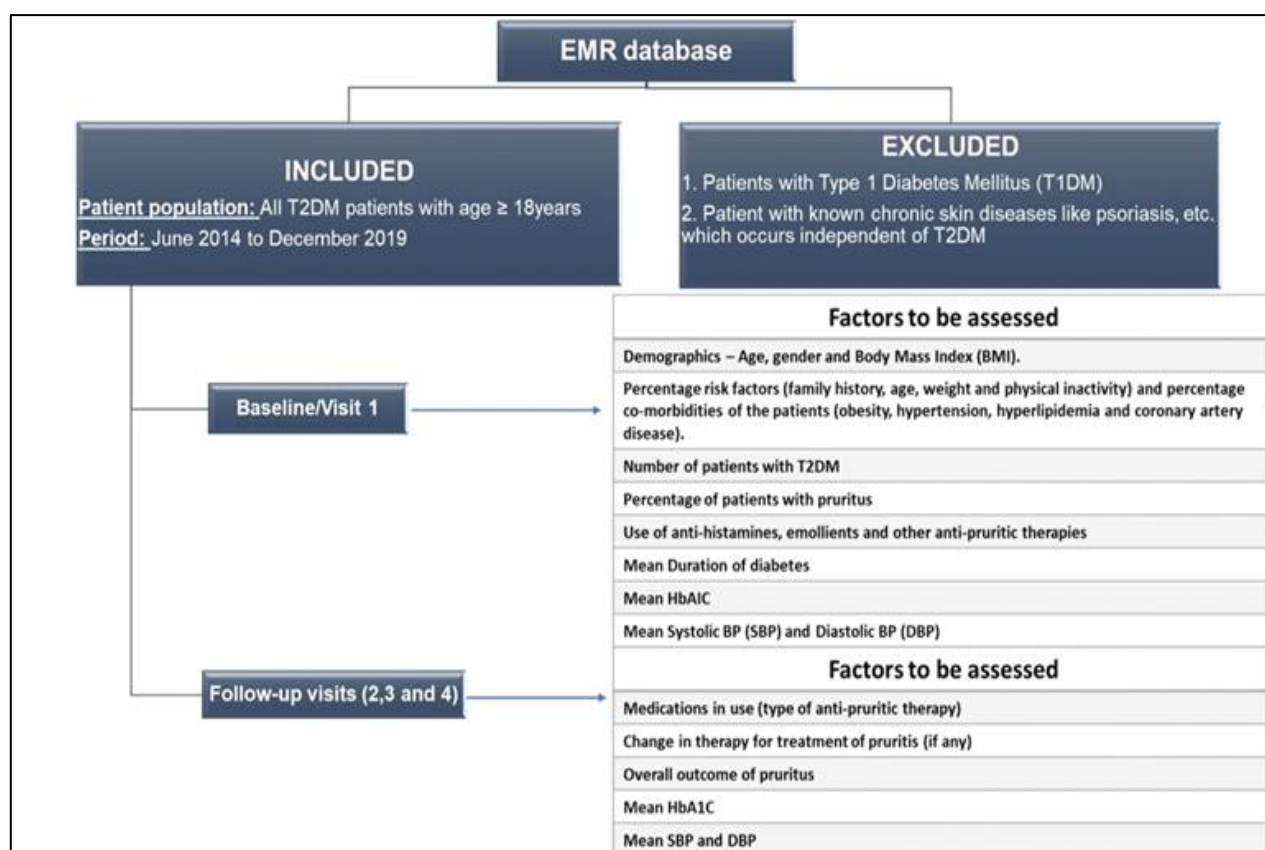 EMR database
INCLUDED
Patient population: All T2DM patients with age ≥ 18years
Period: June 2014 to December 2019
EXCLUDED
1. Patients with Type 1 Diabetes Mellitus (T1DM)
2. Patient with known chronic skin diseases like psoriasis, etc.
which occurs independent of T2DM
Baseline/Visit 1
Factors to be assessed
Demographics – Age, gender and Body Mass Index (BMI).
Percentage risk factors (family history, age, weight and physical inactivity) and percentage
co-morbidities of the patients (obesity, hypertension, hyperlipidemia and coronary artery
disease).
Number of patients with T2DM
Percentage of patients with pruritus
Use of anti-histamines, emollients and other anti-pruritic therapies
Mean Duration of diabetes
Mean HbAIC
Mean Systolic BP (SBP) and Diastolic BP (DBP)
Follow-up visits (2,3 and 4)
Factors to be assessed
Medications in use (type of anti-pruritic therapy)
Change in therapy for treatment of pruritis (if any)
Overall outcome of pruritus
Mean HbA1C
Mean SBP and DBP